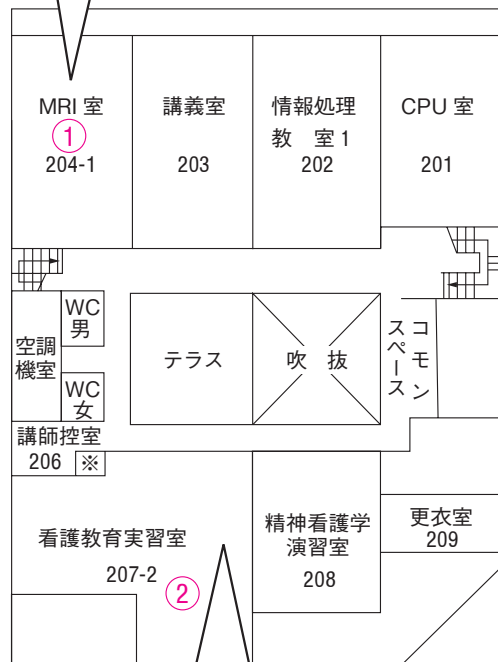 MRI 室
①
204-1
講義室
203
情報処理
教 室 1
202
CPU 室
201
WC
男
空調
機室
WC
女
テラス
吹 抜
コモン
スペース
講師控室
206
※
看護教育実習室
207-2
②
精神看護学
演習室
208
更衣室
209